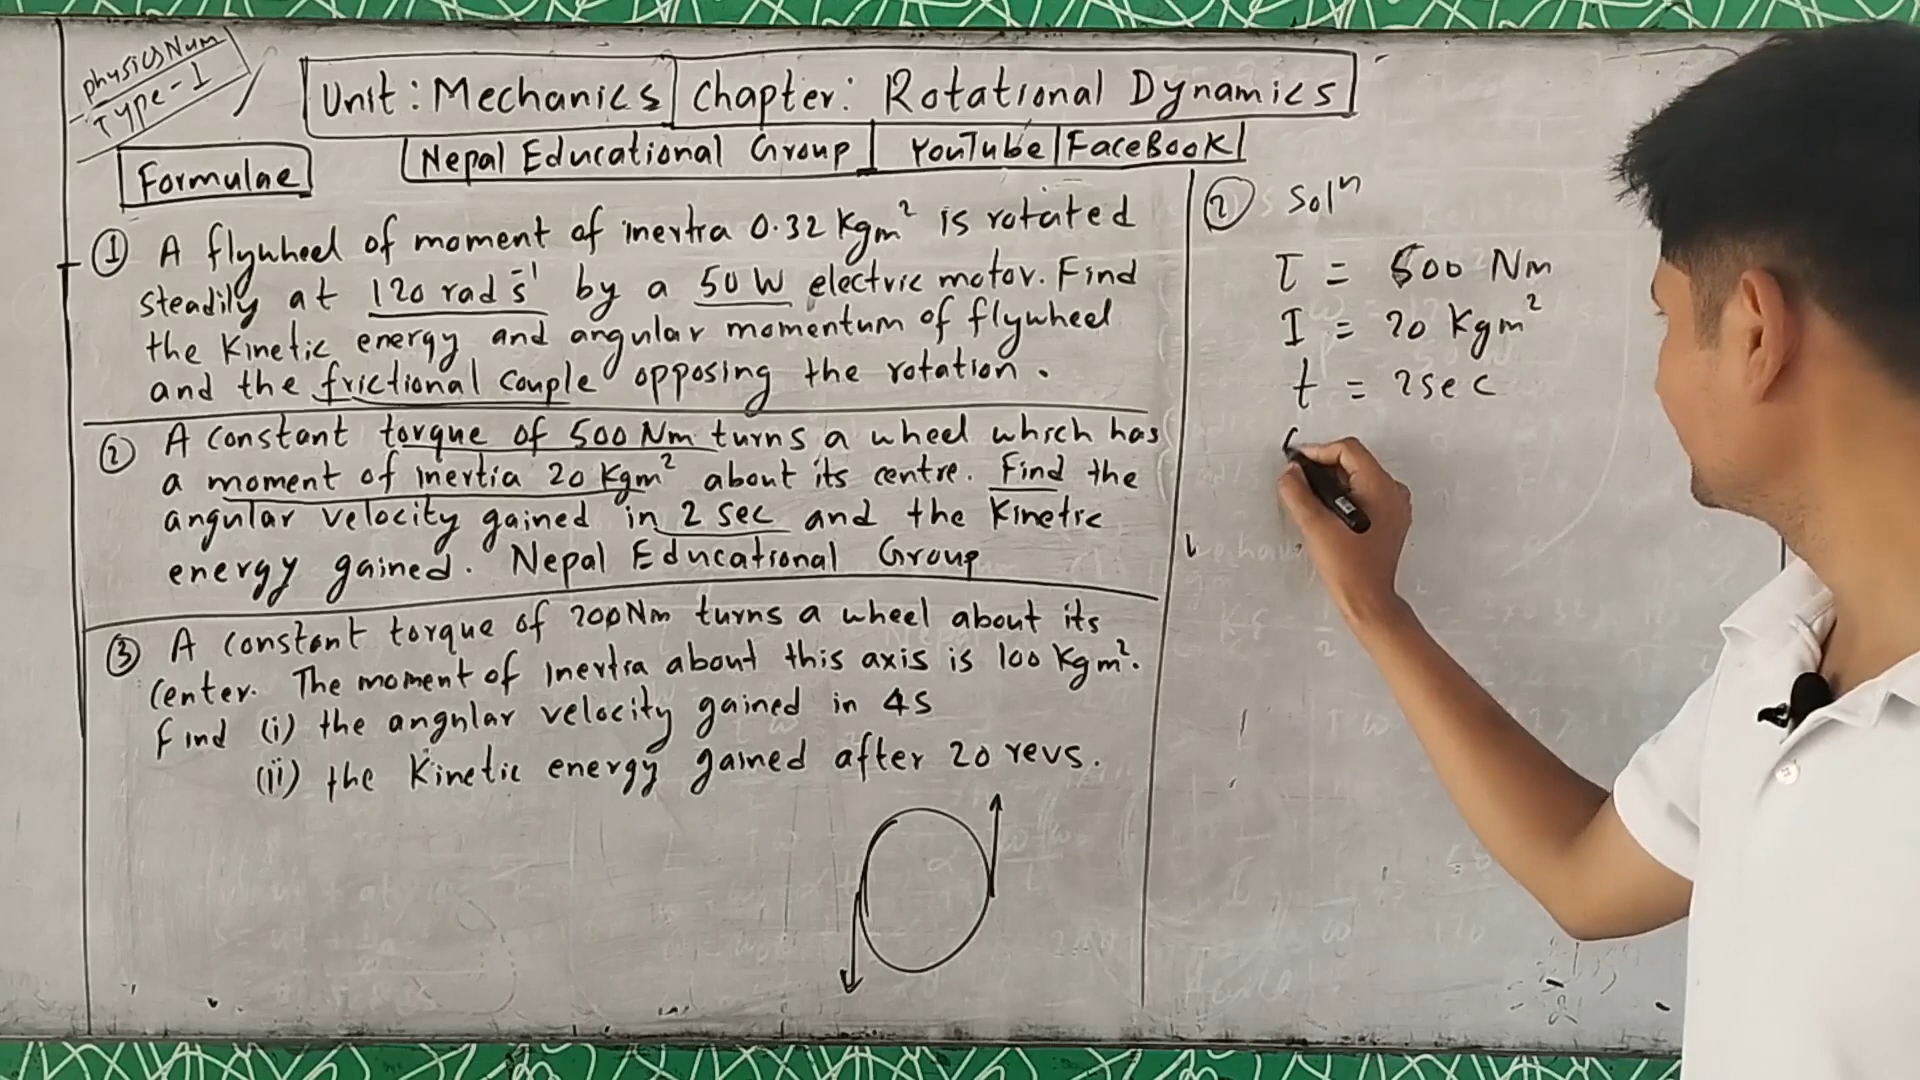 physics Num
Type-1
Unit: Mechanics
Chapter: Rotational Dynamics
Nepal Educational Group
YouTube
FaceBook
Formulae
① A flywheel of moment of inertia 0.32 Kgm² is rotated
steadily at 120 rad s⁻¹ by a 50 W electric motor. Find
the Kinetic energy and angular momentum of flywheel
and the frictional couple opposing the rotation.
② A constant torque of 500 Nm turns a wheel which has
a moment of inertia 20 Kgm² about its centre. Find the
angular velocity gained in 2 sec and the Kinetic
energy gained. Nepal Educational Group
③ A constant torque of 200Nm turns a wheel about its
center. The moment of inertia about this axis is 100 Kgm².
Find (i) the angular velocity gained in 4s
(ii) the Kinetic energy gained after 20 revs.
② Solⁿ
τ = 500 Nm
I = 20 Kgm²
t = 2sec